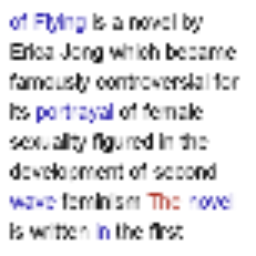 of Flying is a novel by
Erica Jong which became
famously controversial for
its portrayal of female
sexuality figured in the
development of second
wave feminism The novel
is written in the first